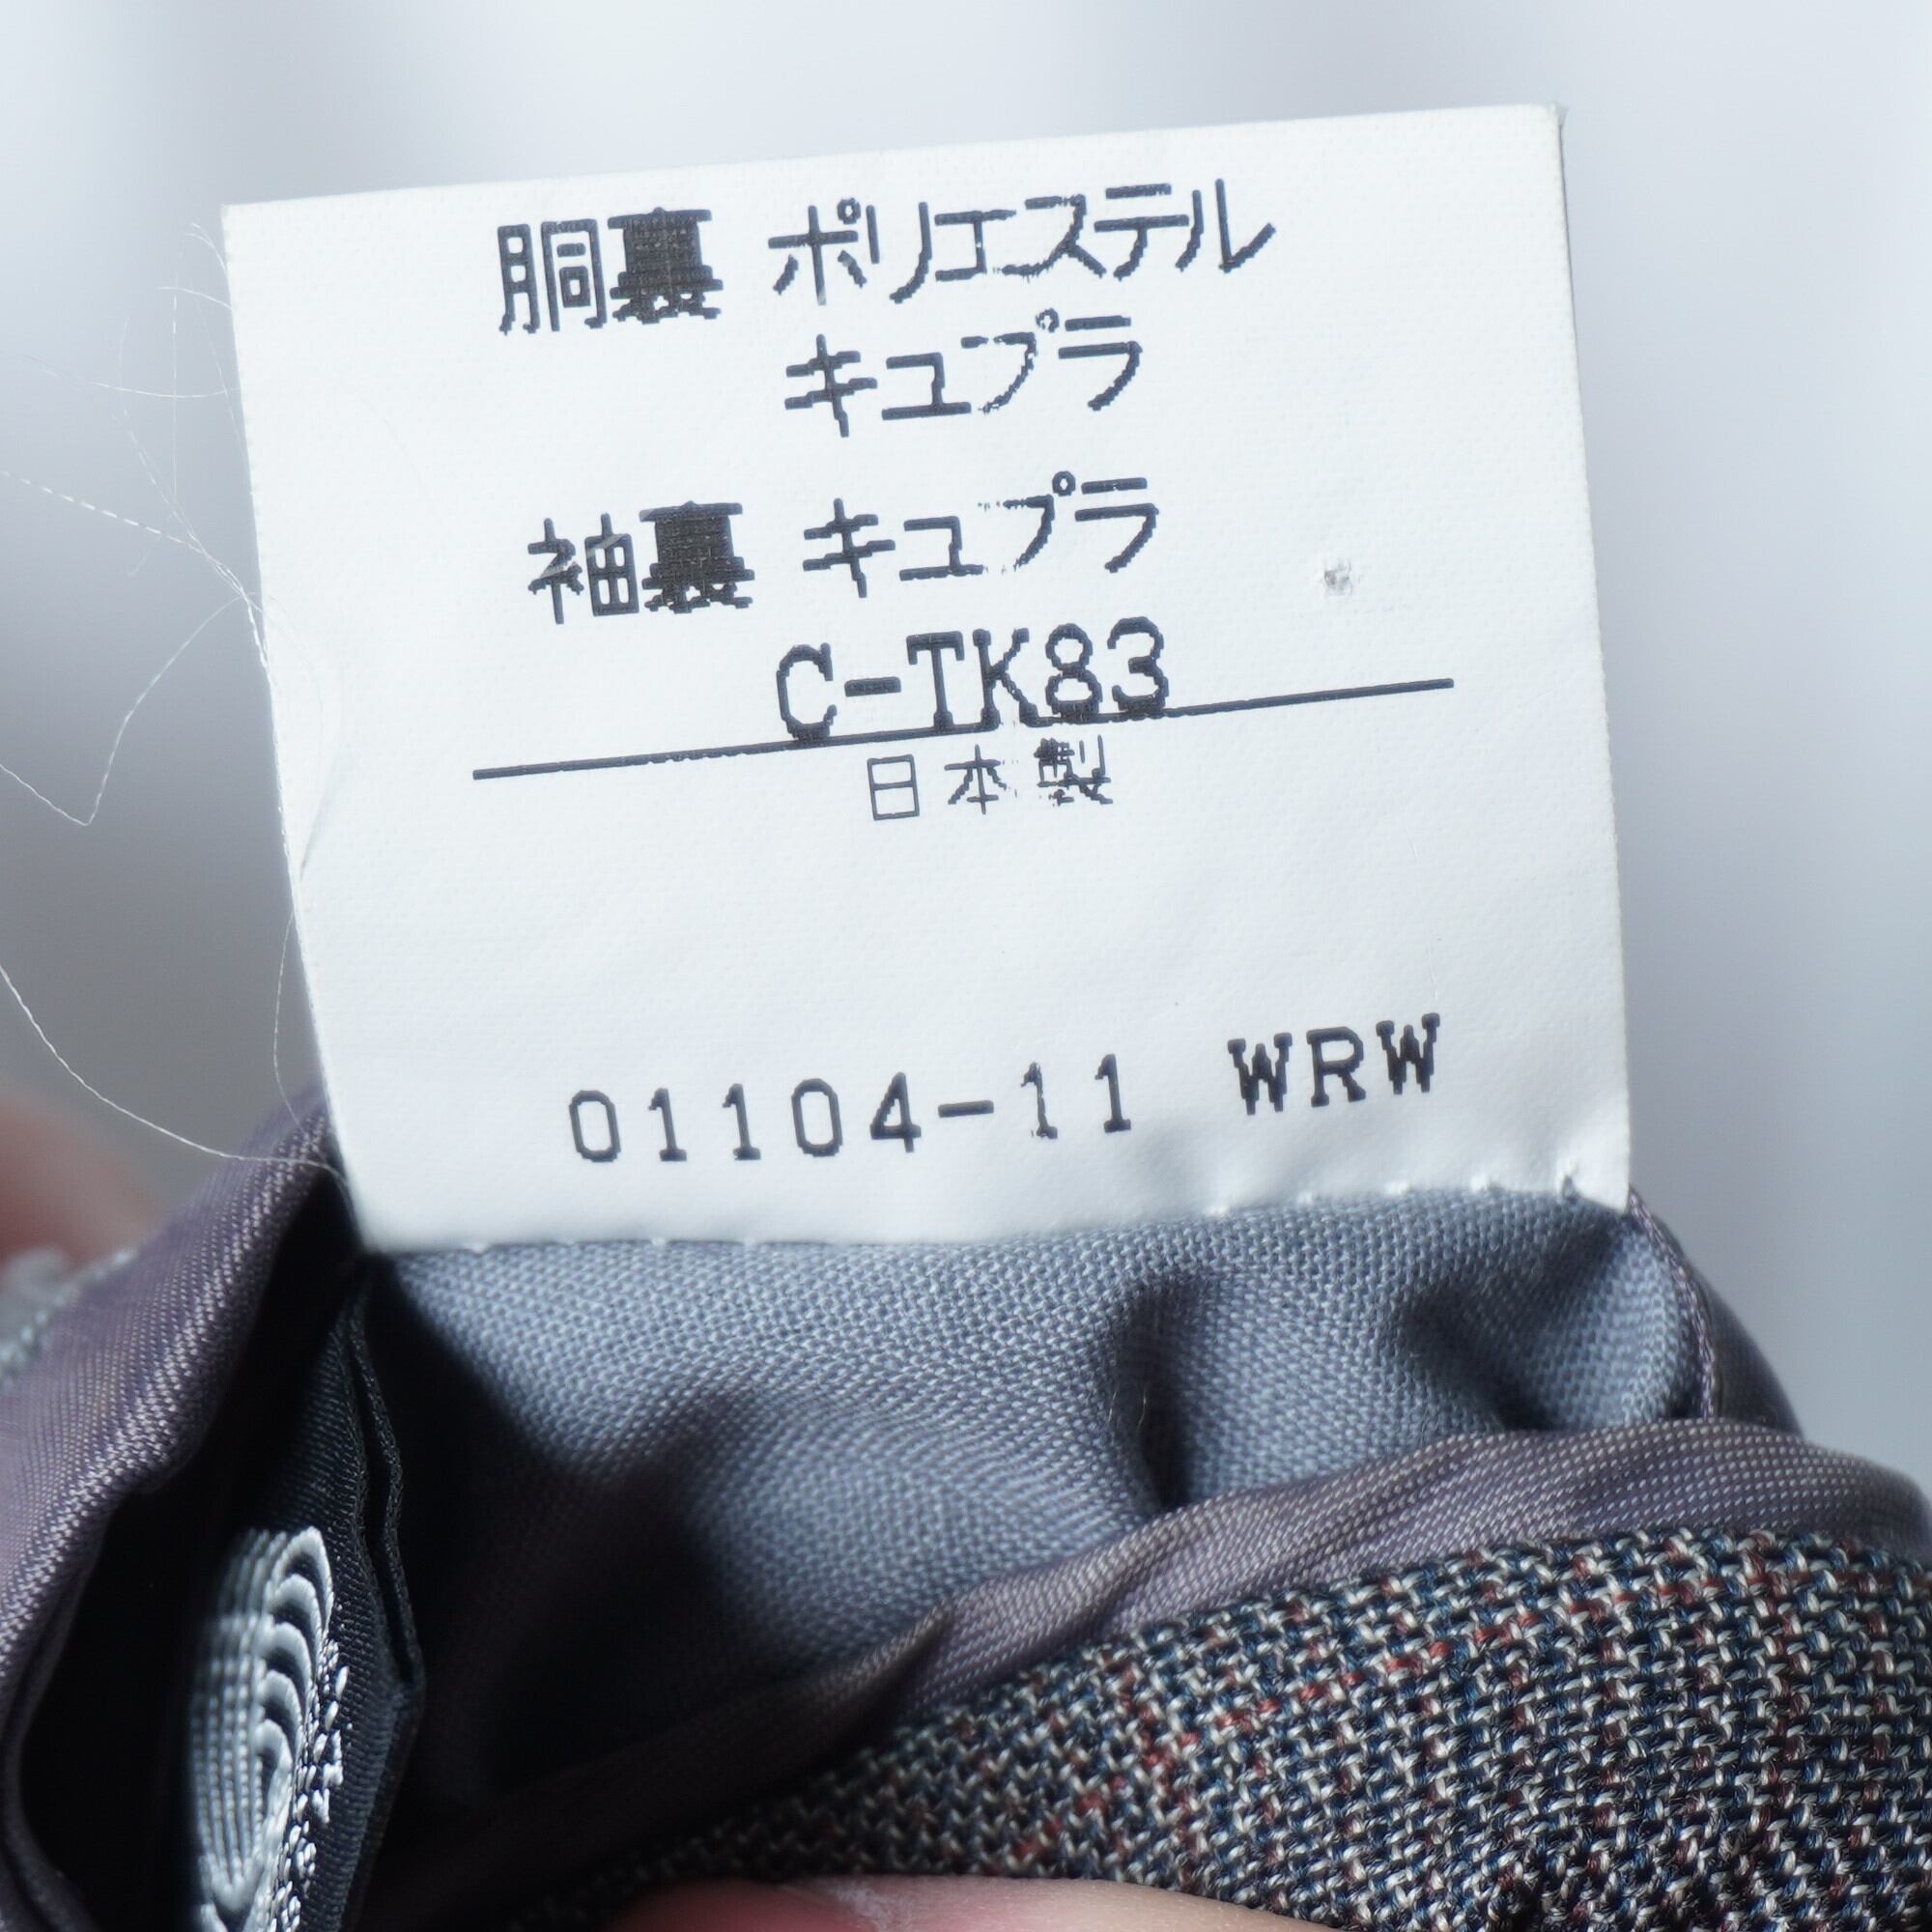 胴裏 ポリエステル
キュプラ
袖裏 キュプラ
C-TK83
日本製
01104-11 WRW